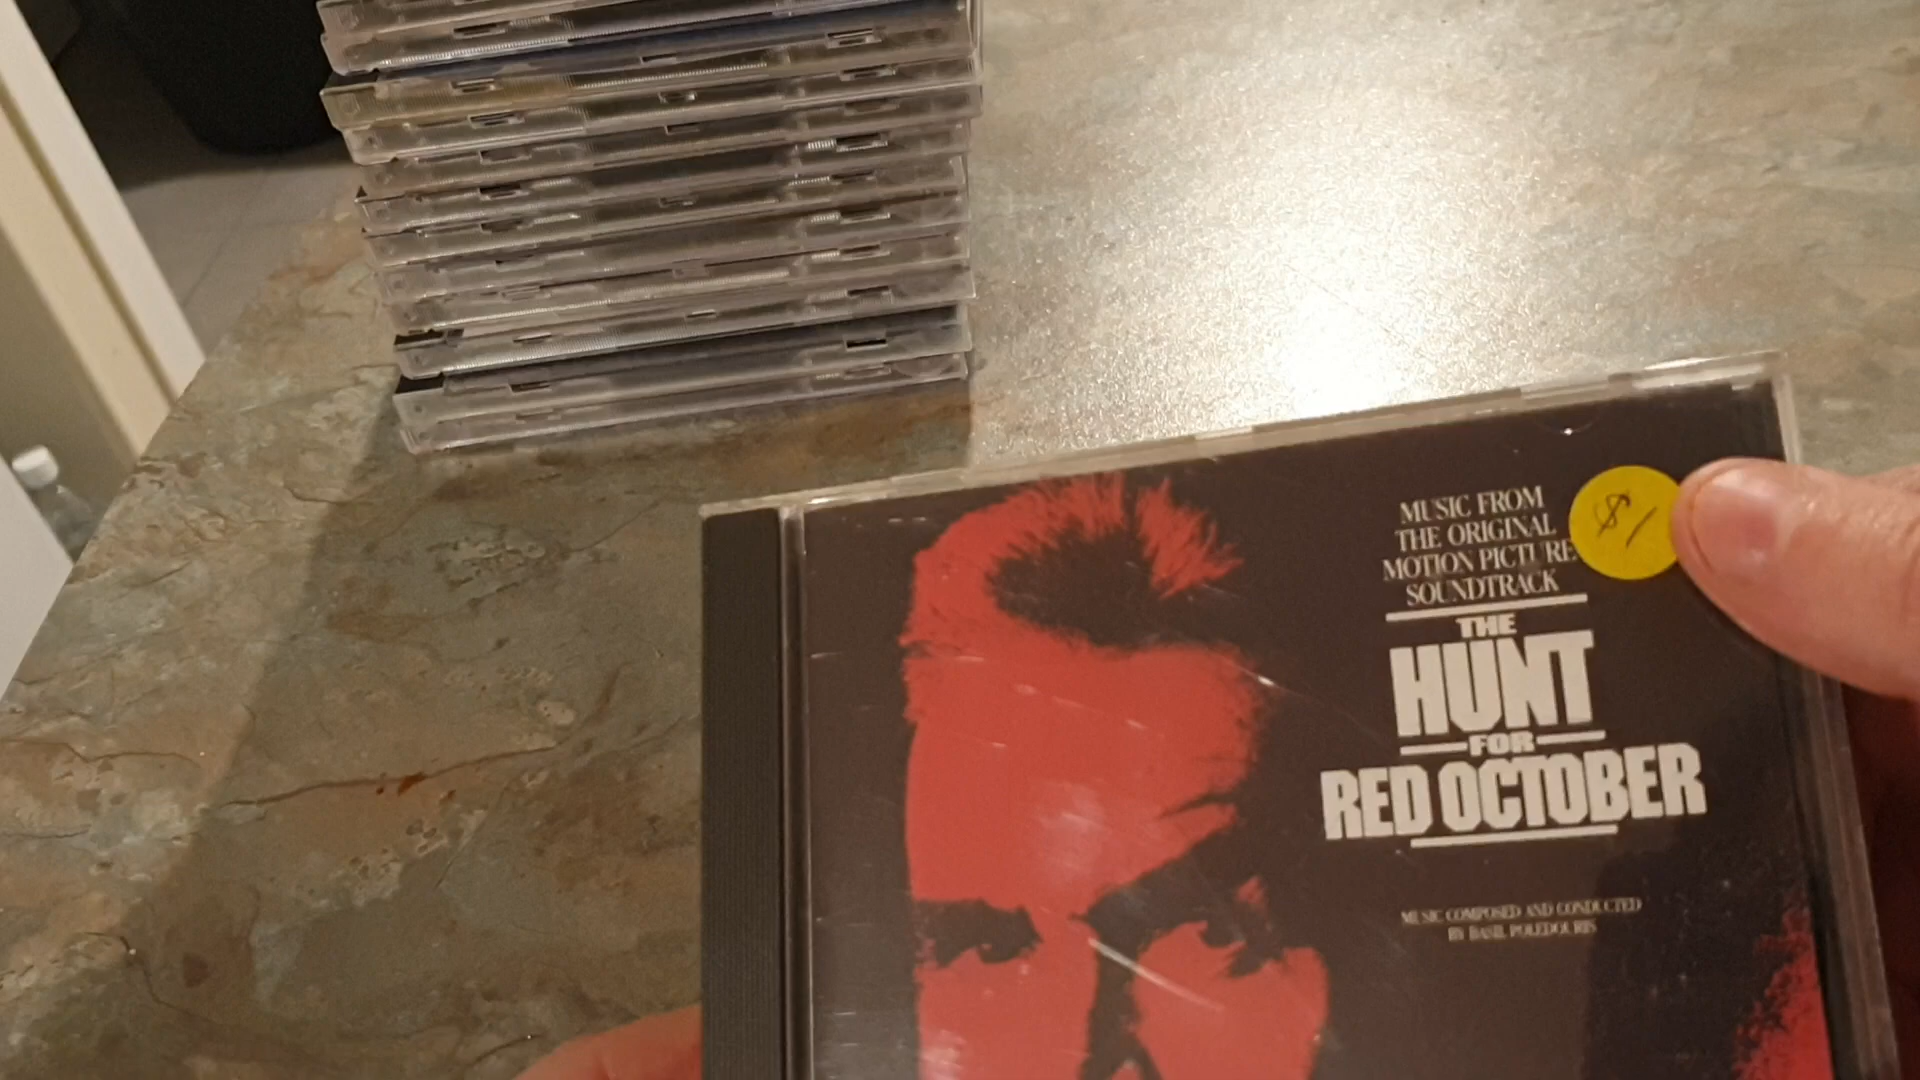 MUSIC FROM
THE ORIGINAL
MOTION PICTURE
SOUNDTRACK
$1
THE
HUNT
FOR
RED OCTOBER
MUSIC COMPOSED AND CONDUCTED
BY BASIL POLEDOURIS